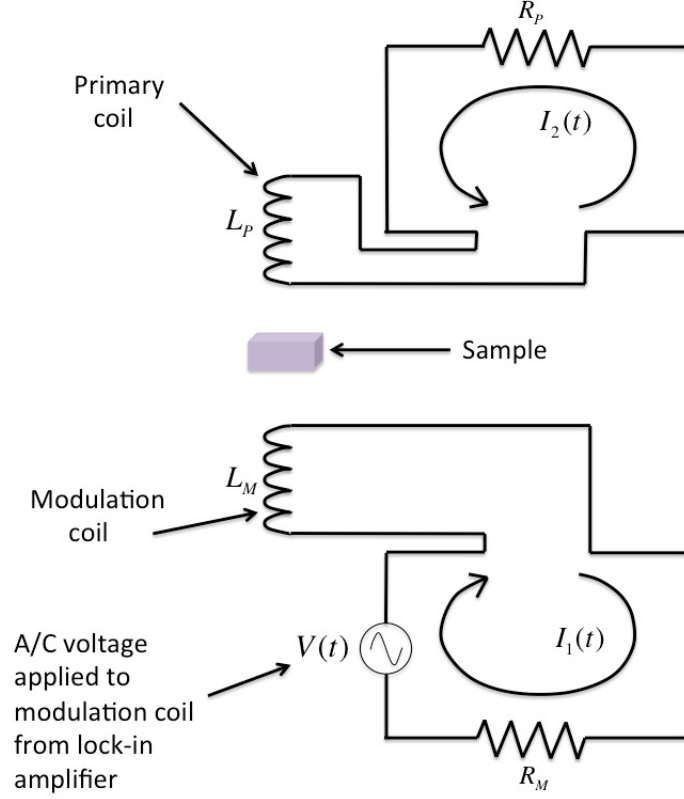 R_P
Primary
coil
I_2(t)
L_P
Sample
L_M
Modulation
coil
A/C voltage
applied to
modulation coil
from lock-in
amplifier
V(t)
I_1(t)
R_M